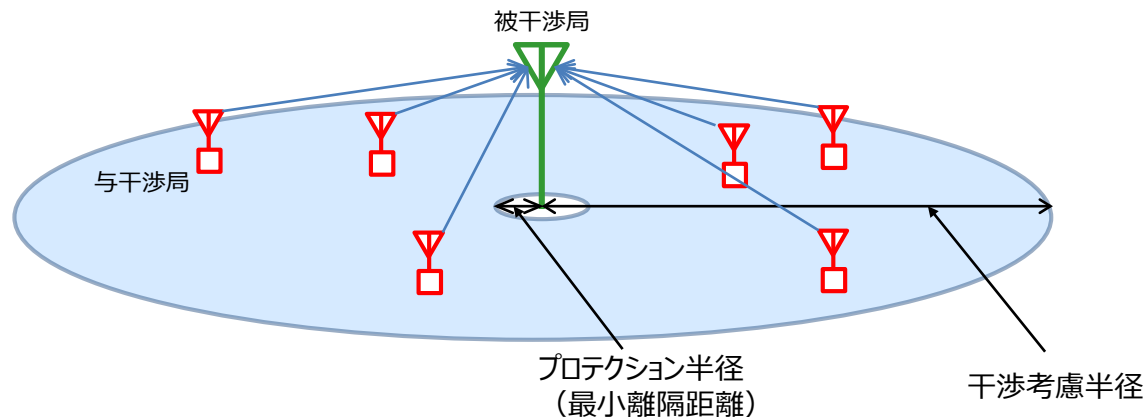 被干渉局
与干渉局
プロテクション半径
（最小離隔距離）
干渉考慮半径